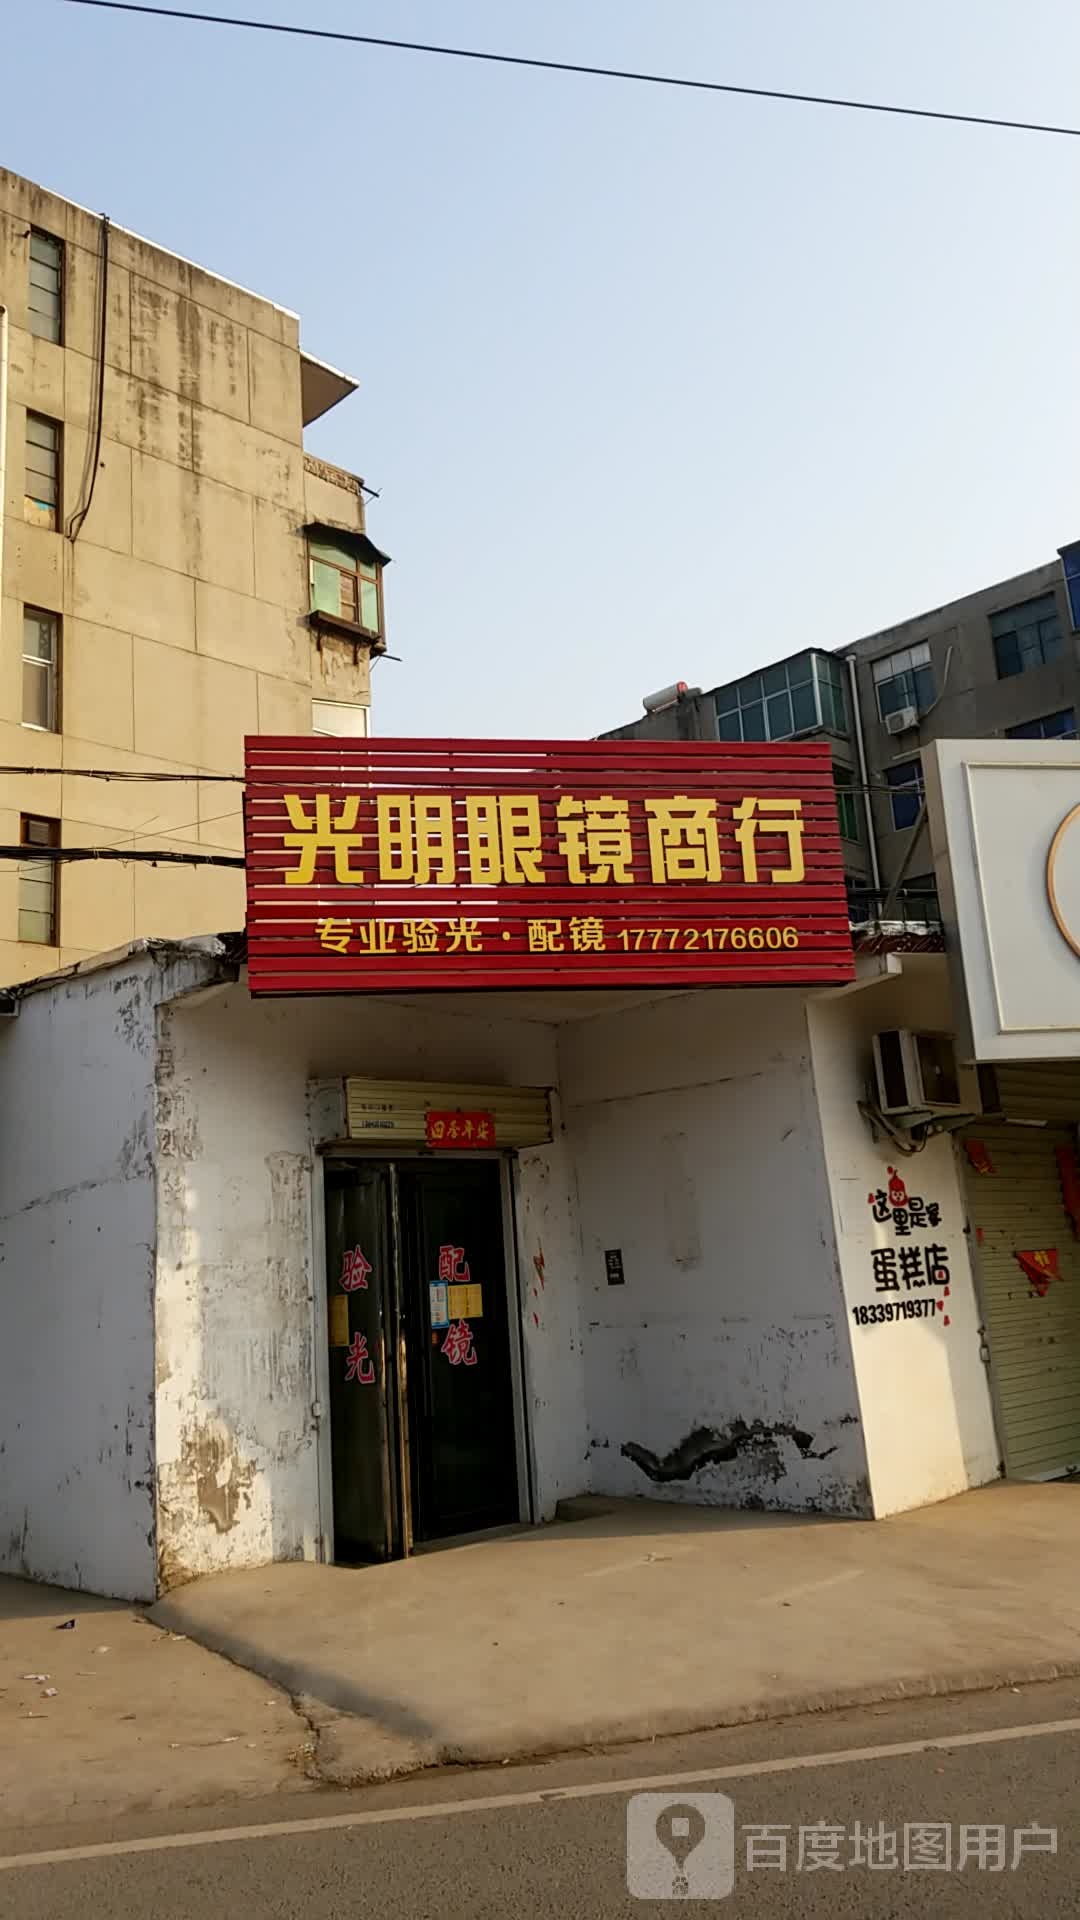 光明眼镜商行
专业验光·配镜 17772176606
四季平安
验光
配镜
这里是家
蛋糕店
18339719377
百度地图用户